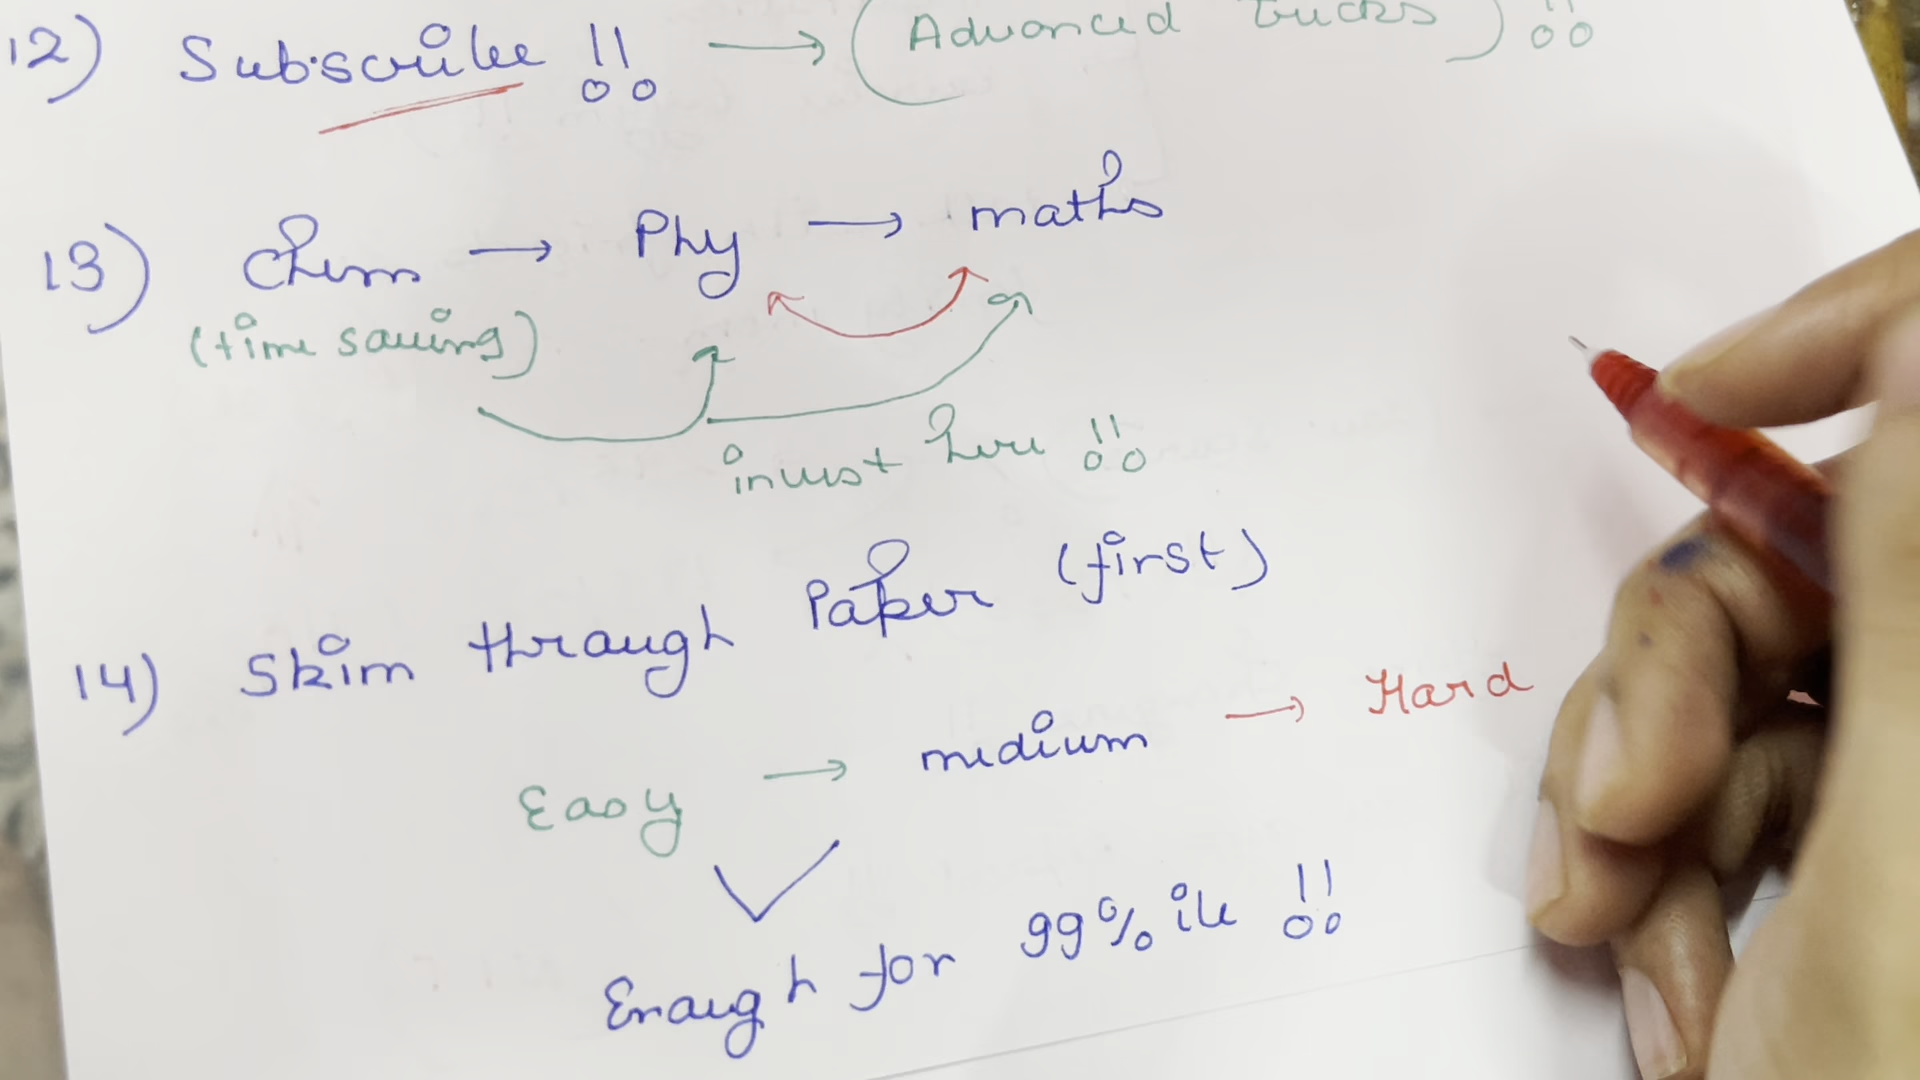 12) Subscribe !! → (Advanced tricks) !!
13) Chem → Phy → maths
(time saving)
invest here !!
14) Skim through Paper (first)
Easy → medium → Hard
Enough for 99%ile !!